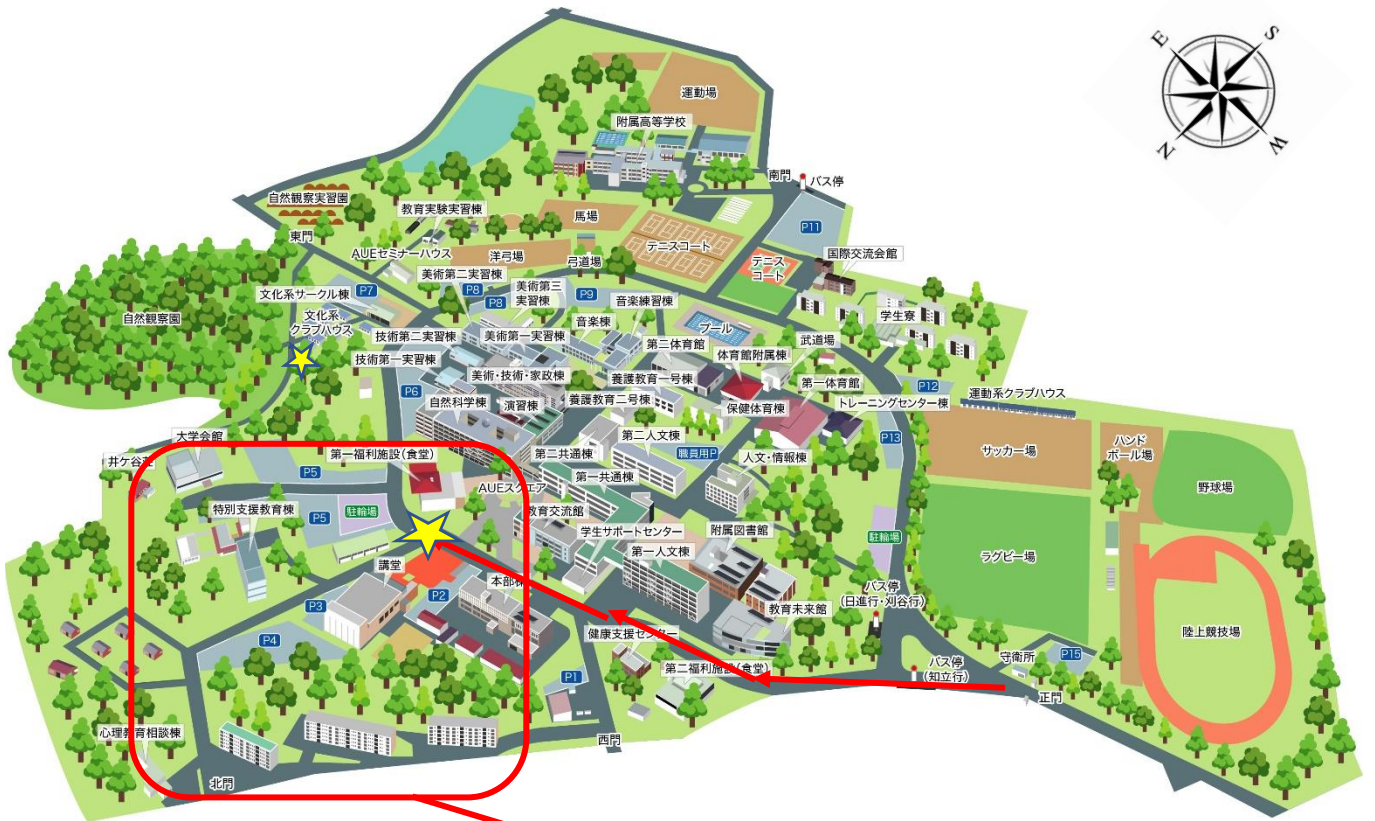 E
S
N
W
運動場
附属高等学校
南門
バス停
自然観察実習園
教育実験実習棟
馬場
P11
東門
AUEセミナーハウス
洋弓場
弓道場
テニスコート
テニス
コート
国際交流会館
美術第二実習棟
文化系サークル棟
P7
P8
P8
美術第三
実習棟
P9
音楽練習棟
自然観察園
文化系
クラブハウス
技術第二実習棟
美術第一実習棟
音楽棟
プール
学生寮
技術第一実習棟
第二体育館
体育館附属棟
武道場
美術・技術・家政棟
養護教育一号棟
第一体育館
P12
運動系クラブハウス
P6
自然科学棟
演習棟
養護教育二号棟
保健体育棟
トレーニングセンター棟
大学会館
第二人文棟
P13
サッカー場
ハンド
ボール場
井ケ谷荘
第一福利施設(食堂)
第二共通棟
職員用P
人文・情報棟
P5
野球場
AUEスクエア
第一共通棟
特別支援教育棟
P5
駐輪場
教育交流館
学生サポートセンター
附属図書館
講堂
第一人文棟
駐輪場
ラグビー場
本部棟
バス停
(日進行・刈谷行)
P3
P2
教育未来館
P4
健康支援センター
陸上競技場
第二福利施設(食堂)
バス停
(知立行)
守衛所
P15
P1
正門
心理教育相談棟
西門
北門